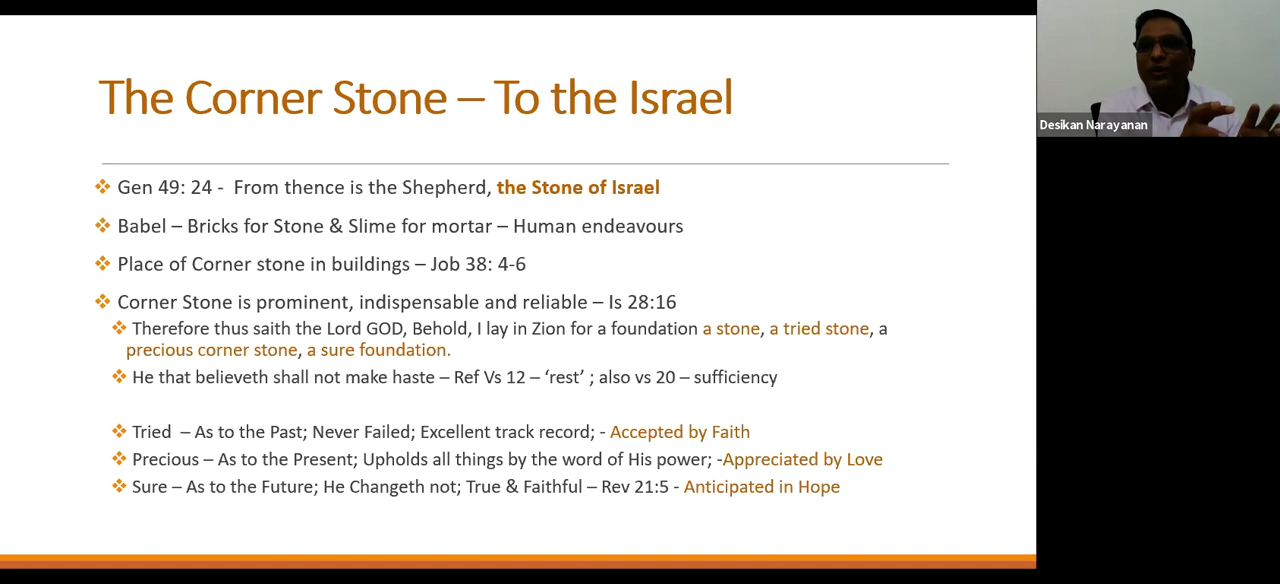 The Corner Stone – To the Israel
Desikan Narayanan
Gen 49: 24 - From thence is the Shepherd, the Stone of Israel
Babel – Bricks for Stone & Slime for mortar – Human endeavours
Place of Corner stone in buildings – Job 38: 4-6
Corner Stone is prominent, indispensable and reliable – Is 28:16
Therefore thus saith the Lord GOD, Behold, I lay in Zion for a foundation a stone, a tried stone, a
precious corner stone, a sure foundation.
He that believeth shall not make haste – Ref Vs 12 – ‘rest’ ; also vs 20 – sufficiency
Tried – As to the Past; Never Failed; Excellent track record; - Accepted by Faith
Precious – As to the Present; Upholds all things by the word of His power; -Appreciated by Love
Sure – As to the Future; He Changeth not; True & Faithful – Rev 21:5 - Anticipated in Hope